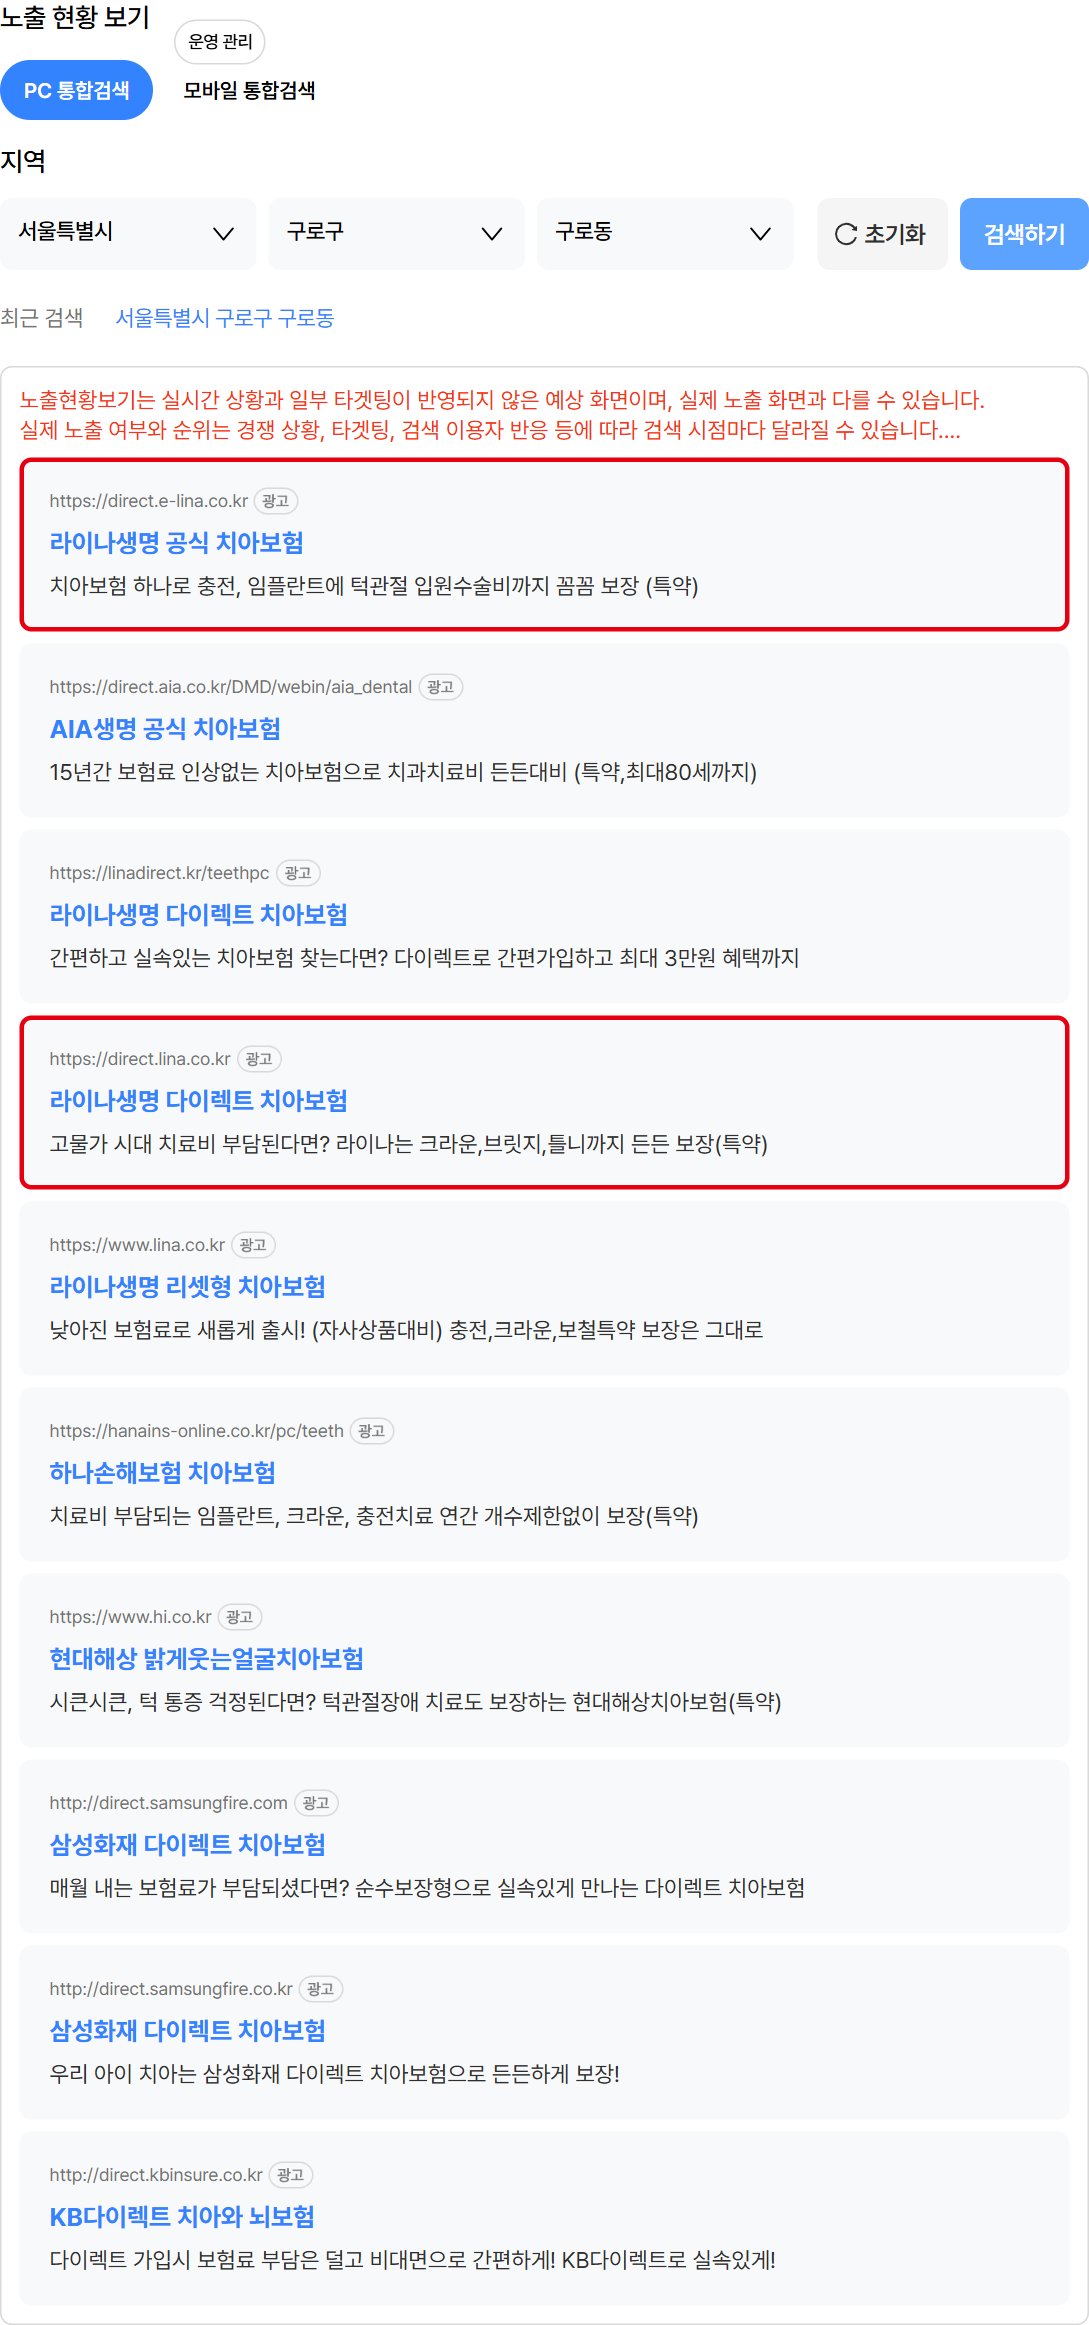 노출 현황 보기
운영 관리
PC 통합검색
모바일 통합검색
지역
서울특별시
구로구
구로동
초기화
검색하기
최근 검색
서울특별시 구로구 구로동
노출현황보기는 실시간 상황과 일부 타겟팅이 반영되지 않은 예상 화면이며, 실제 노출 화면과 다를 수 있습니다.
실제 노출 여부와 순위는 경쟁 상황, 타겟팅, 검색 이용자 반응 등에 따라 검색 시점마다 달라질 수 있습니다....
https://direct.e-lina.co.kr 광고
라이나생명 공식 치아보험
치아보험 하나로 충전, 임플란트에 턱관절 입원수술비까지 꼼꼼 보장 (특약)
https://direct.aia.co.kr/DMD/webin/aia_dental 광고
AIA생명 공식 치아보험
15년간 보험료 인상없는 치아보험으로 치과치료비 든든대비 (특약,최대80세까지)
https://linadirect.kr/teethpc 광고
라이나생명 다이렉트 치아보험
간편하고 실속있는 치아보험 찾는다면? 다이렉트로 간편가입하고 최대 3만원 혜택까지
https://direct.lina.co.kr 광고
라이나생명 다이렉트 치아보험
고물가 시대 치료비 부담된다면? 라이나는 크라운,브릿지,틀니까지 든든 보장(특약)
https://www.lina.co.kr 광고
라이나생명 리셋형 치아보험
낮아진 보험료로 새롭게 출시! (자사상품대비) 충전,크라운,보철특약 보장은 그대로
https://hanains-online.co.kr/pc/teeth 광고
하나손해보험 치아보험
치료비 부담되는 임플란트, 크라운, 충전치료 연간 개수제한없이 보장(특약)
https://www.hi.co.kr 광고
현대해상 밝게웃는얼굴치아보험
시큰시큰, 턱 통증 걱정된다면? 턱관절장애 치료도 보장하는 현대해상치아보험(특약)
http://direct.samsungfire.com 광고
삼성화재 다이렉트 치아보험
매월 내는 보험료가 부담되셨다면? 순수보장형으로 실속있게 만나는 다이렉트 치아보험
http://direct.samsungfire.co.kr 광고
삼성화재 다이렉트 치아보험
우리 아이 치아는 삼성화재 다이렉트 치아보험으로 든든하게 보장!
http://direct.kbinsure.co.kr 광고
KB다이렉트 치아와 뇌보험
다이렉트 가입시 보험료 부담은 덜고 비대면으로 간편하게! KB다이렉트로 실속있게!